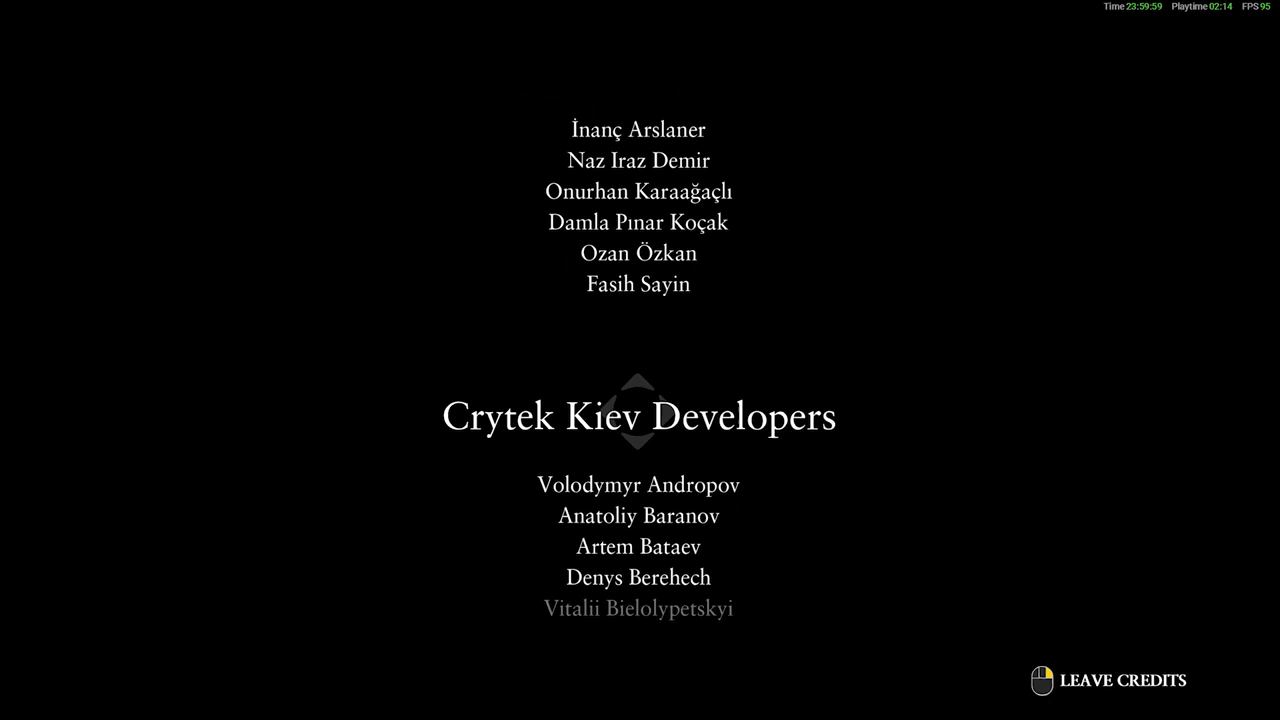 Time 23:59:59 Playtime 02:14 FPS 95
İnanç Arslaner
Naz Iraz Demir
Onurhan Karaağaçlı
Damla Pınar Koçak
Ozan Özkan
Fasih Sayin
Crytek Kiev Developers
Volodymyr Andropov
Anatoliy Baranov
Artem Bataev
Denys Berehech
Vitalii Bielolypetskyi
LEAVE CREDITS